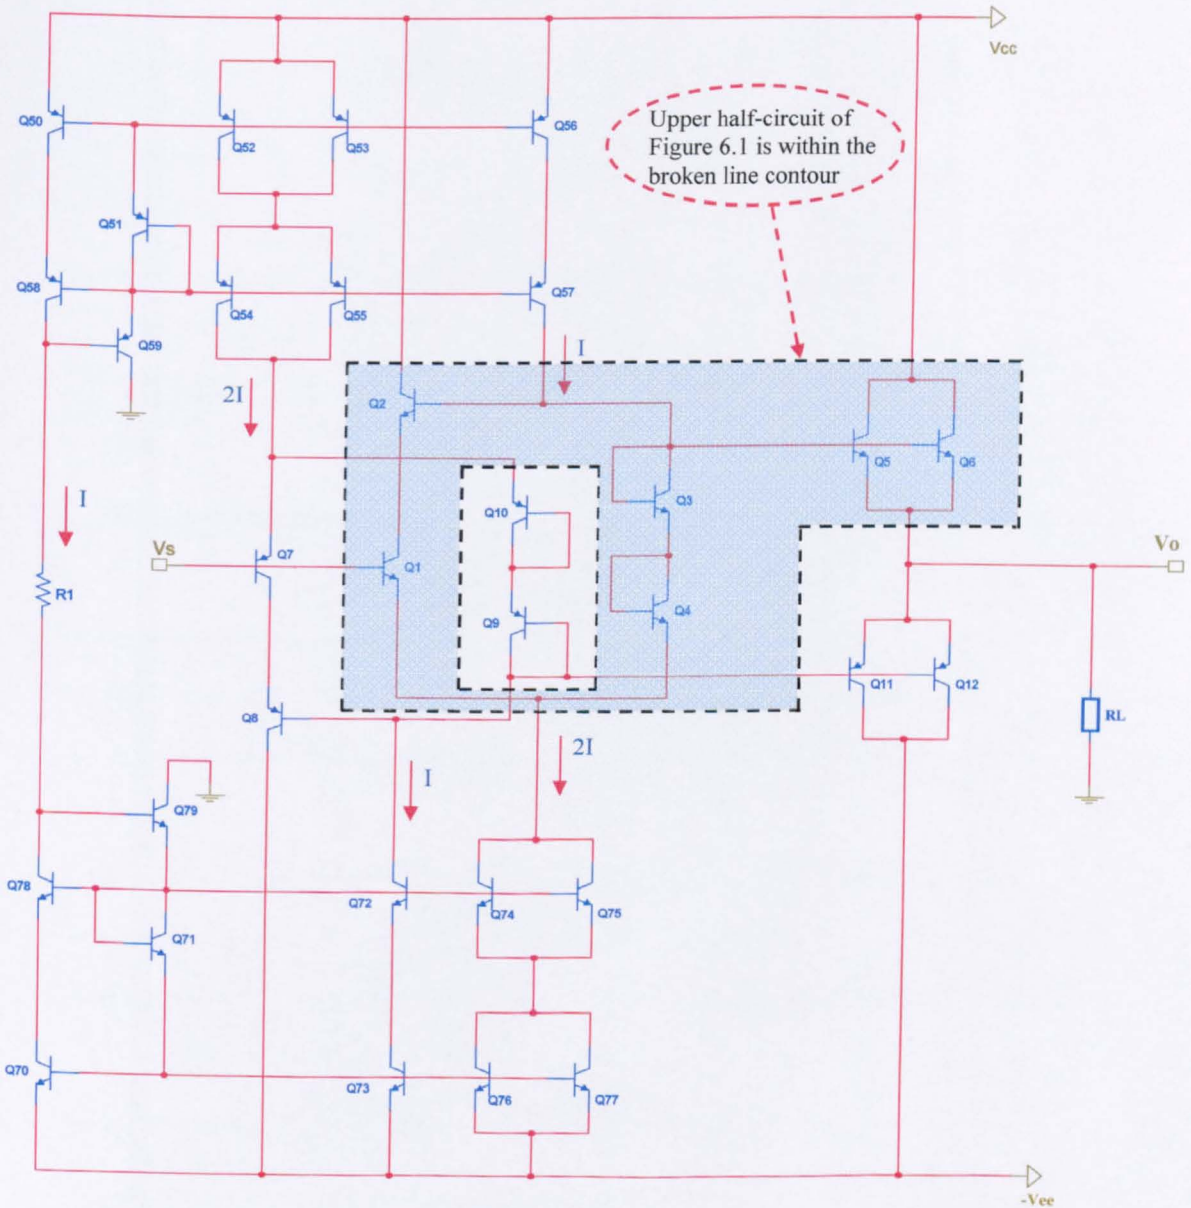 Vcc
Q50
Q52
Q53
Q56
Upper half-circuit of
Figure 6.1 is within the
broken line contour
Q51
Q58
Q54
Q55
Q57
Q59
I
2I
Q2
Q5
Q6
Q10
Q3
I
Vs
Q7
Q1
Vo
R1
Q9
Q4
Q11
Q12
Q8
RL
2I
I
Q79
Q78
Q72
Q74
Q75
Q71
Q70
Q73
Q76
Q77
-Vee